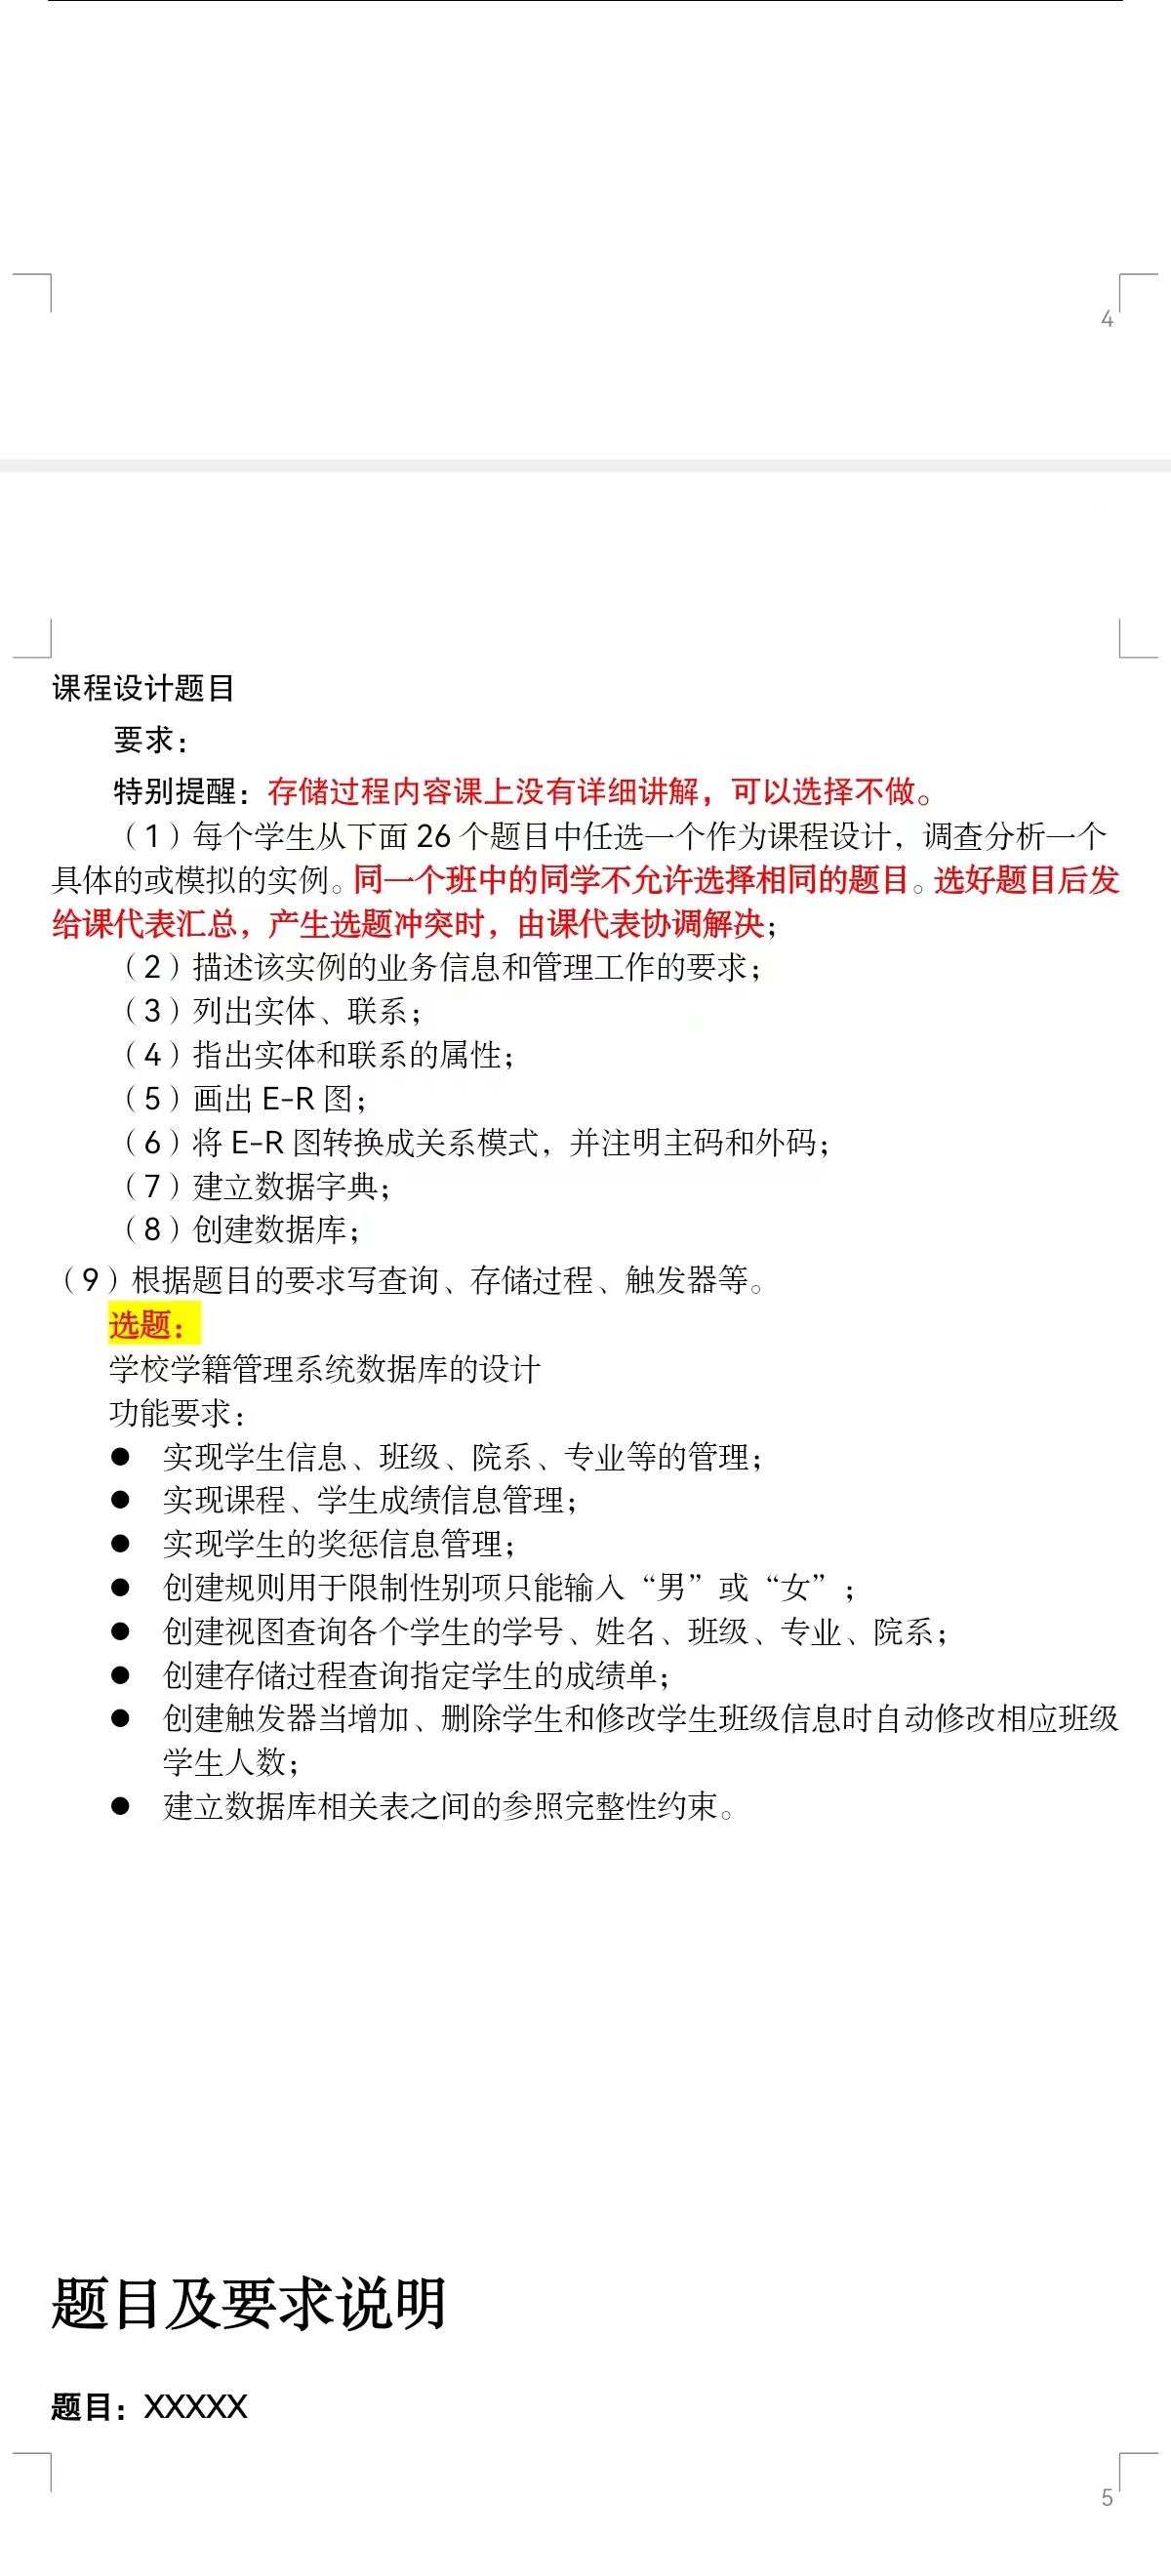 4
课程设计题目
要求：
特别提醒：存储过程内容课上没有详细讲解，可以选择不做。
（1）每个学生从下面 26 个题目中任选一个作为课程设计，调查分析一个
具体的或模拟的实例。同一个班中的同学不允许选择相同的题目。选好题目后发
给课代表汇总，产生选题冲突时，由课代表协调解决；
（2）描述该实例的业务信息和管理工作的要求；
（3）列出实体、联系；
（4）指出实体和联系的属性；
（5）画出 E-R 图；
（6）将 E-R 图转换成关系模式，并注明主码和外码；
（7）建立数据字典；
（8）创建数据库；
（9）根据题目的要求写查询、存储过程、触发器等。
选题：
学校学籍管理系统数据库的设计
功能要求：
● 实现学生信息、班级、院系、专业等的管理；
● 实现课程、学生成绩信息管理；
● 实现学生的奖惩信息管理；
● 创建规则用于限制性别项只能输入“男”或“女”；
● 创建视图查询各个学生的学号、姓名、班级、专业、院系；
● 创建存储过程查询指定学生的成绩单；
● 创建触发器当增加、删除学生和修改学生班级信息时自动修改相应班级
学生人数；
● 建立数据库相关表之间的参照完整性约束。
题目及要求说明
题目：XXXXX
5